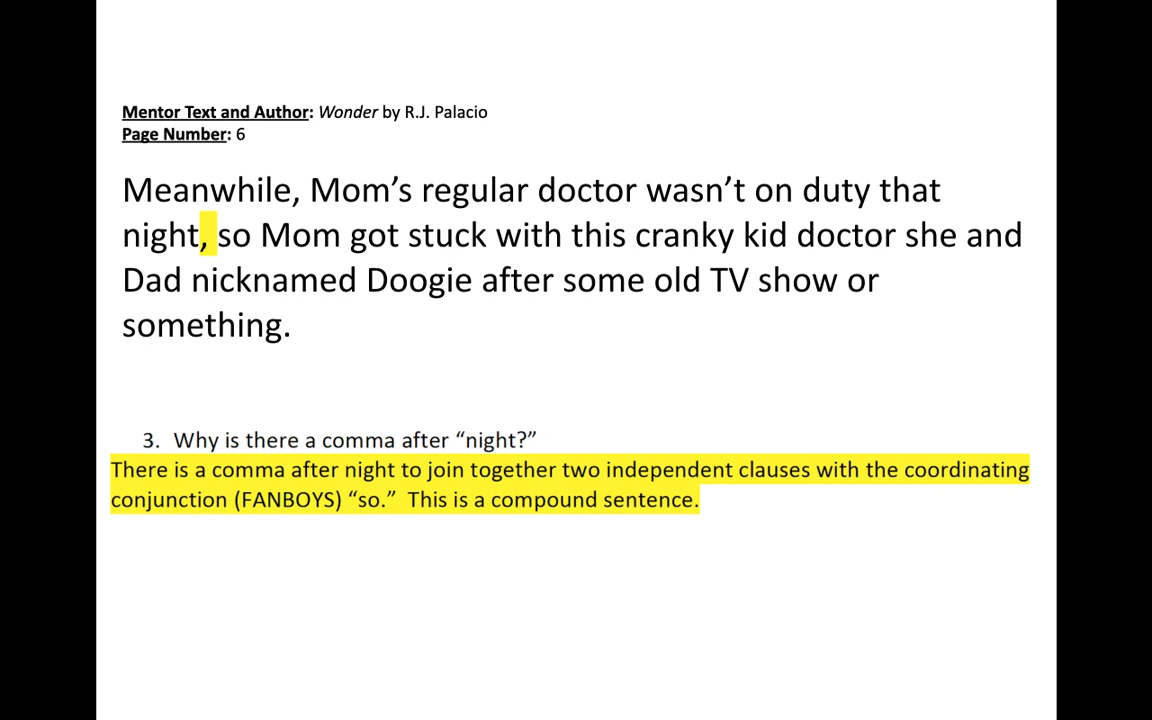 Mentor Text and Author: Wonder by R.J. Palacio
Page Number: 6
Meanwhile, Mom’s regular doctor wasn’t on duty that
night, so Mom got stuck with this cranky kid doctor she and
Dad nicknamed Doogie after some old TV show or
something.
3. Why is there a comma after “night?”
There is a comma after night to join together two independent clauses with the coordinating
conjunction (FANBOYS) “so.” This is a compound sentence.